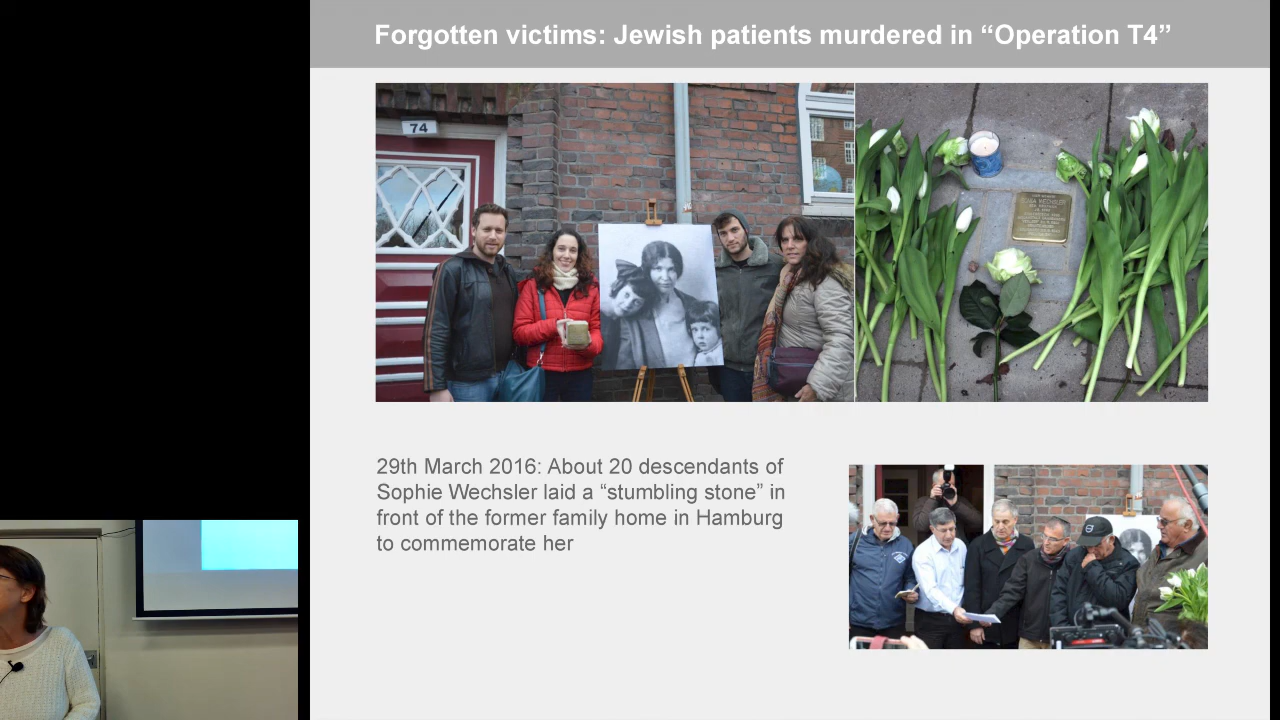 Forgotten victims: Jewish patients murdered in “Operation T4”
74
WECHSLER
29th March 2016: About 20 descendants of
Sophie Wechsler laid a “stumbling stone” in
front of the former family home in Hamburg
to commemorate her